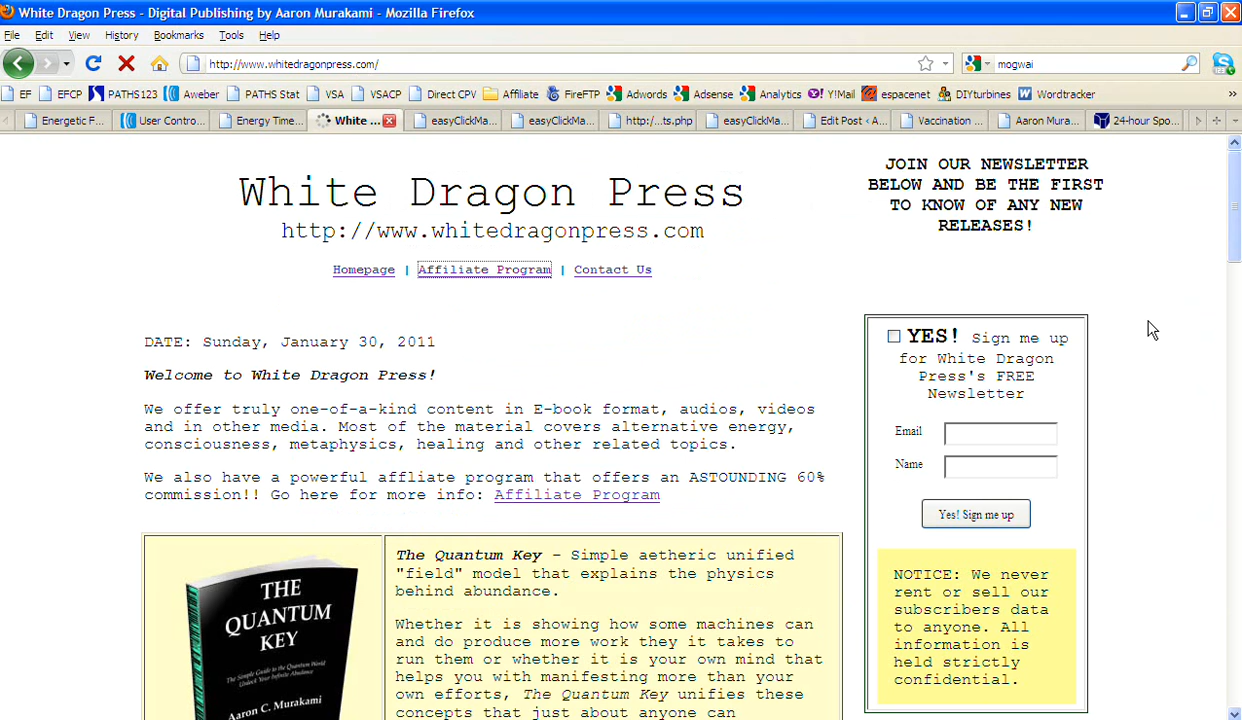 White Dragon Press - Digital Publishing by Aaron Murakami - Mozilla Firefox
File Edit View History Bookmarks Tools Help
http://www.whitedragonpress.com/
mogwai
EF EFCP PATHS123 Aweber PATHS Stat VSA VSACP Direct CPV Affiliate FireFTP Adwords Adsense Analytics Y!Mail espacenet DIYturbines Wordtracker »
Energetic F... User Contro... Energy Time... White ... easyClickMa... easyClickMa... http:/...ts.php easyClickMa... Edit Post ‹ A... Vaccination ... Aaron Mura... 24-hour Spo...
White Dragon Press
http://www.whitedragonpress.com
Homepage | Affiliate Program | Contact Us
JOIN OUR NEWSLETTER
BELOW AND BE THE FIRST
TO KNOW OF ANY NEW
RELEASES!
DATE: Sunday, January 30, 2011
Welcome to White Dragon Press!
We offer truly one-of-a-kind content in E-book format, audios, videos
and in other media. Most of the material covers alternative energy,
consciousness, metaphysics, healing and other related topics.
We also have a powerful affliate program that offers an ASTOUNDING 60%
commission!! Go here for more info: Affiliate Program
THE
QUANTUM
KEY
The Simple Guide to the Quantum World
Unlock Your Infinite Abundance
Aaron C. Murakami
The Quantum Key - Simple aetheric unified
"field" model that explains the physics
behind abundance.
Whether it is showing how some machines can
and do produce more work they it takes to
run them or whether it is your own mind that
helps you with manifesting more than your
own efforts, The Quantum Key unifies these
concepts that just about anyone can
YES! Sign me up
for White Dragon
Press's FREE
Newsletter
Email
Name
Yes! Sign me up
NOTICE: We never
rent or sell our
subscribers data
to anyone. All
information is
held strictly
confidential.